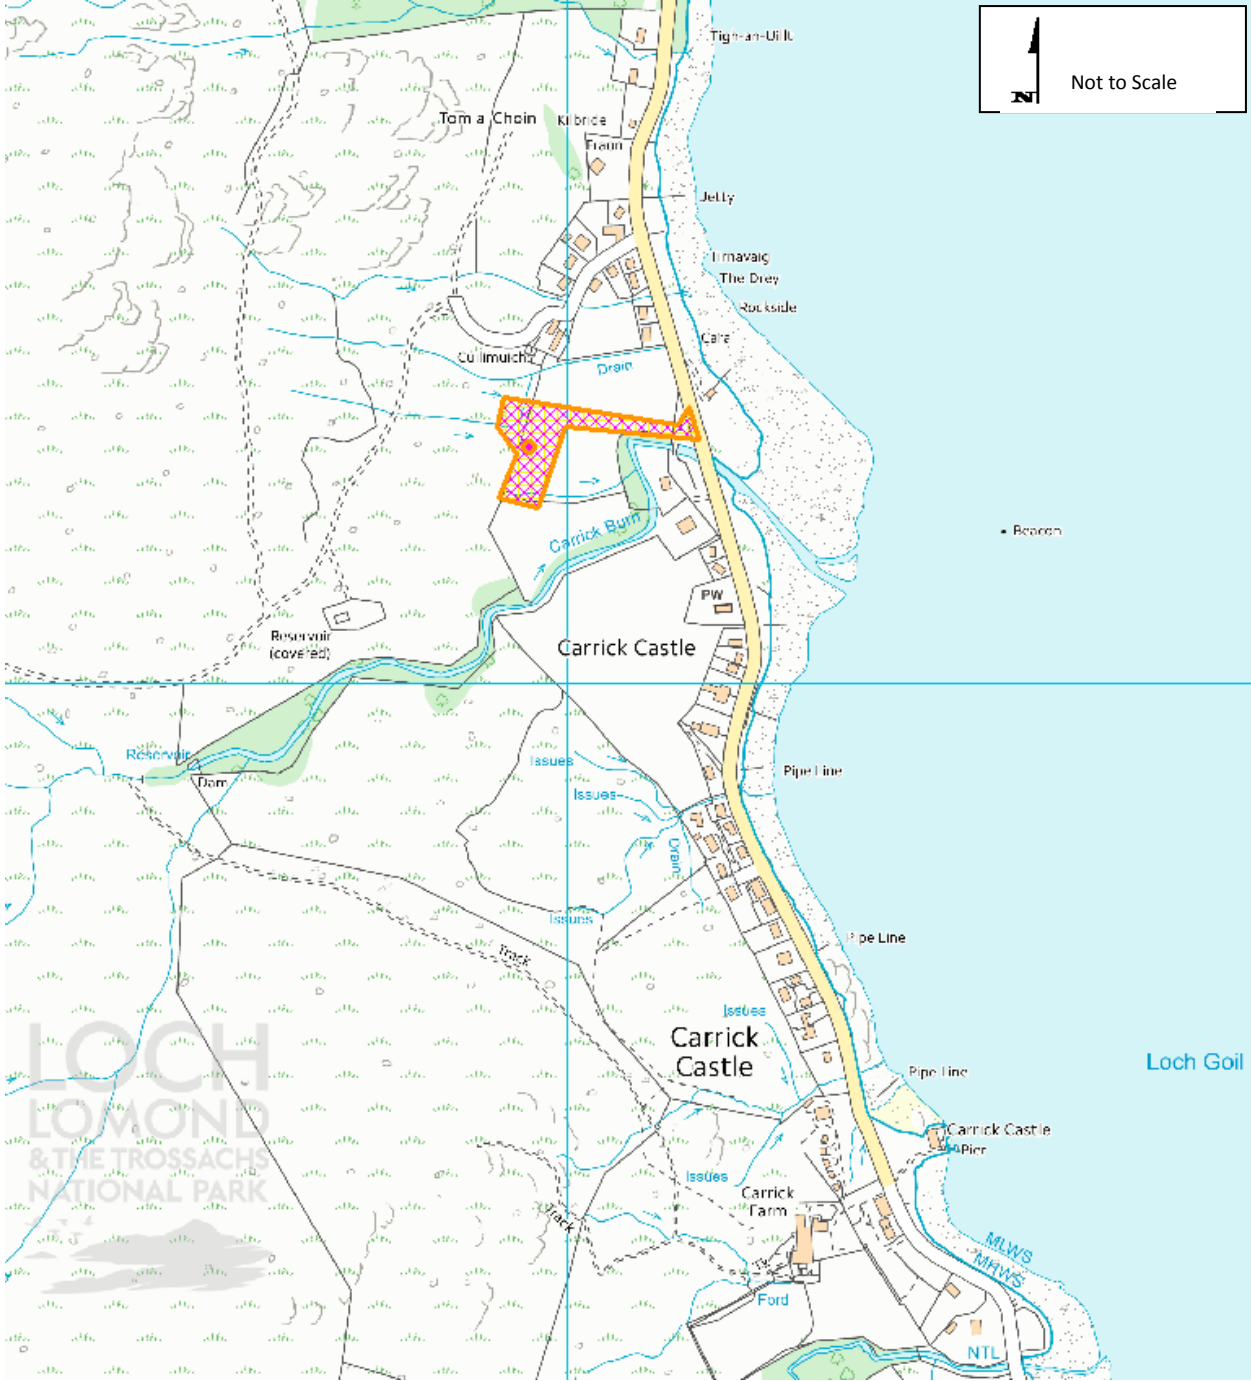 Tigh-an-Uillt
N
Not to Scale
Tom a Choin
Kilbride
Fraun
Jetty
Tirnavaig
The Drey
Rockside
Cara
Cuilimuich
Drain
Carrick Burn
Beacon
PW
Reservoir
(covered)
Carrick Castle
Reservoir
Dam
Issues
Pipe Line
Issues
Drain
Issues
Track
Pipe Line
Issues
Carrick
Castle
Loch Goil
LOCH
LOMOND
& THE TROSSACHS
NATIONAL PARK
Pipe Line
Carrick Castle
Pier
Issues
Carrick
Farm
Track
MLWS
MHWS
Ford
NTL